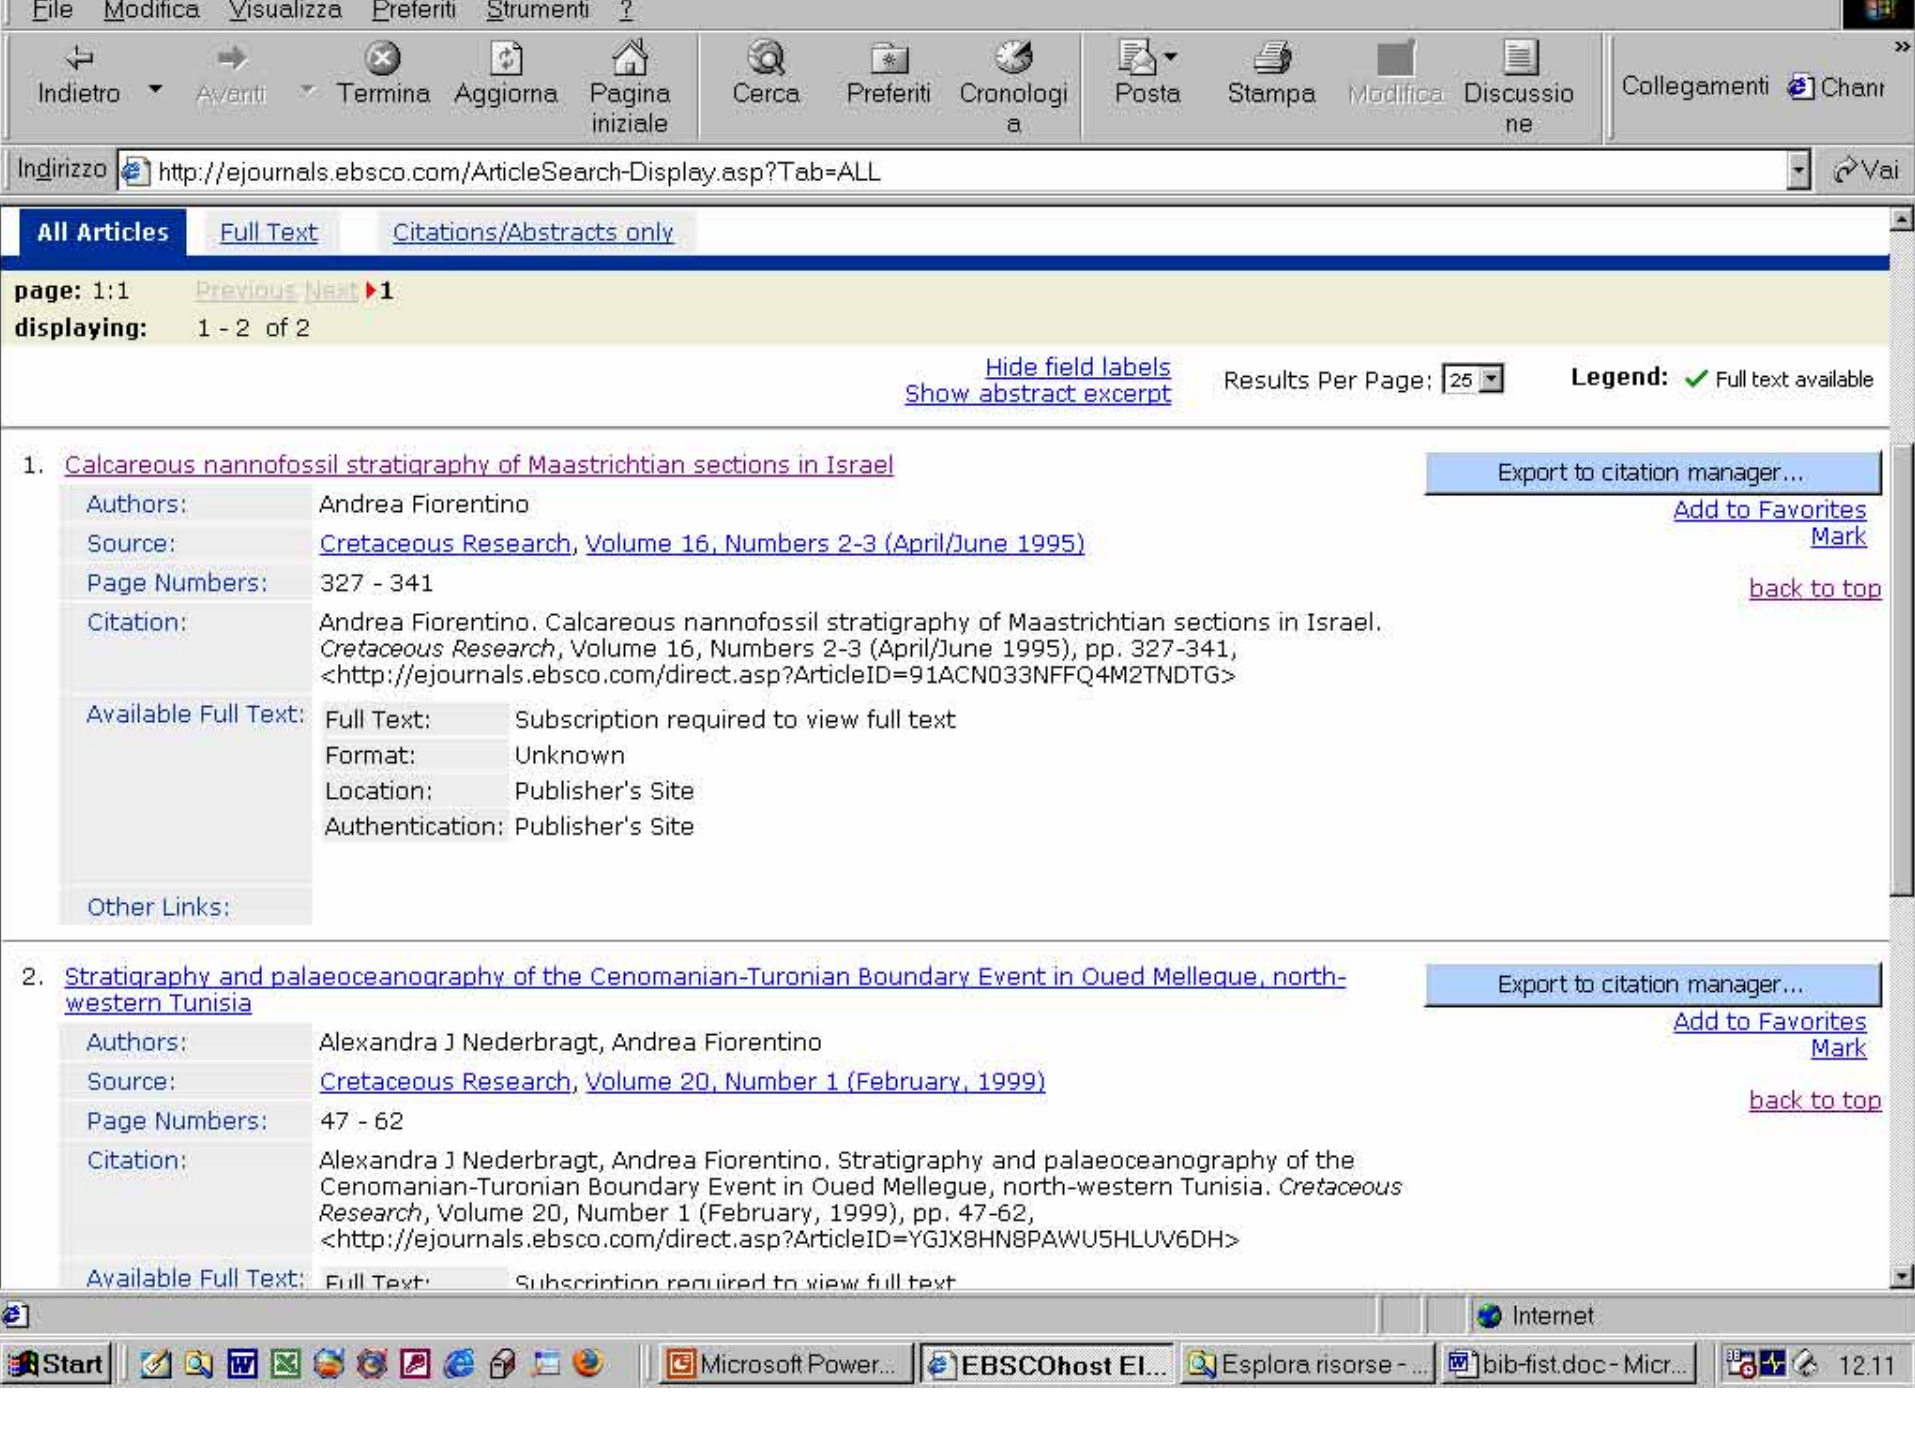 File Modifica Visualizza Preferiti Strumenti ?
Indietro Avanti Termina Aggiorna Pagina iniziale Cerca Preferiti Cronologia Posta Stampa Modifica Discussione Collegamenti Chann
Indirizzo http://ejournals.ebsco.com/ArticleSearch-Display.asp?Tab=ALL Vai
All Articles Full Text Citations/Abstracts only
page: 1:1 Previous Next 1
displaying: 1 - 2 of 2
Hide field labels
Show abstract excerpt
Results Per Page: 25 Legend: Full text available
1. Calcareous nannofossil stratigraphy of Maastrichtian sections in Israel
Export to citation manager...
Authors: Andrea Fiorentino
Add to Favorites
Source: Cretaceous Research, Volume 16, Numbers 2-3 (April/June 1995)
Mark
Page Numbers: 327 - 341
back to top
Citation: Andrea Fiorentino. Calcareous nannofossil stratigraphy of Maastrichtian sections in Israel.
Cretaceous Research, Volume 16, Numbers 2-3 (April/June 1995), pp. 327-341,
<http://ejournals.ebsco.com/direct.asp?ArticleID=91ACN033NFFQ4M2TNDTG>
Available Full Text: Full Text: Subscription required to view full text
Format: Unknown
Location: Publisher's Site
Authentication: Publisher's Site
Other Links:
2. Stratigraphy and palaeoceanography of the Cenomanian-Turonian Boundary Event in Oued Mellegue, north-
western Tunisia
Export to citation manager...
Add to Favorites
Authors: Alexandra J Nederbragt, Andrea Fiorentino
Mark
Source: Cretaceous Research, Volume 20, Number 1 (February, 1999)
back to top
Page Numbers: 47 - 62
Citation: Alexandra J Nederbragt, Andrea Fiorentino. Stratigraphy and palaeoceanography of the
Cenomanian-Turonian Boundary Event in Oued Mellegue, north-western Tunisia. Cretaceous
Research, Volume 20, Number 1 (February, 1999), pp. 47-62,
<http://ejournals.ebsco.com/direct.asp?ArticleID=YGJX8HN8PAWU5HLUV6DH>
Available Full Text: Full Text: Subscription required to view full text
Internet
Start Microsoft Power... EBSCOhost El... Esplora risorse - ... bib-fist.doc - Micr... 12.11